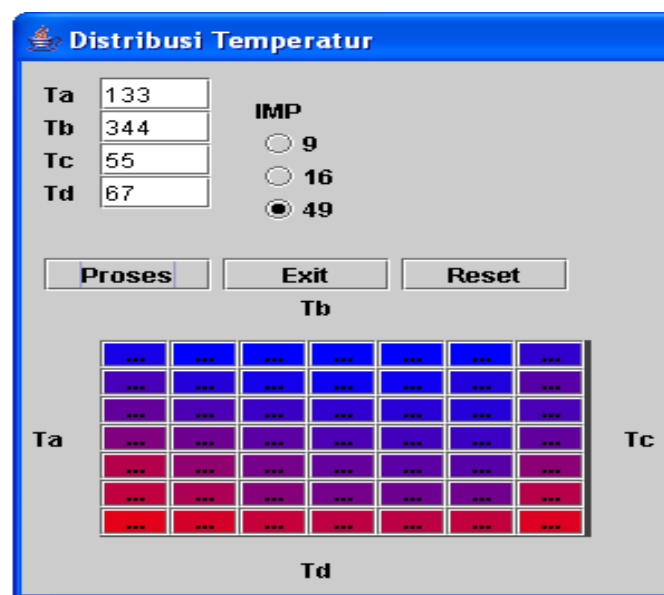 Distribusi Temperatur
Ta 133
Tb 344
Tc 55
Td 67
IMP
9
16
49
Proses Exit Reset
Tb
... ... ... ... ... ... ...
... ... ... ... ... ... ...
... ... ... ... ... ... ...
Ta ... ... ... ... ... ... ... Tc
... ... ... ... ... ... ...
... ... ... ... ... ... ...
... ... ... ... ... ... ...
Td